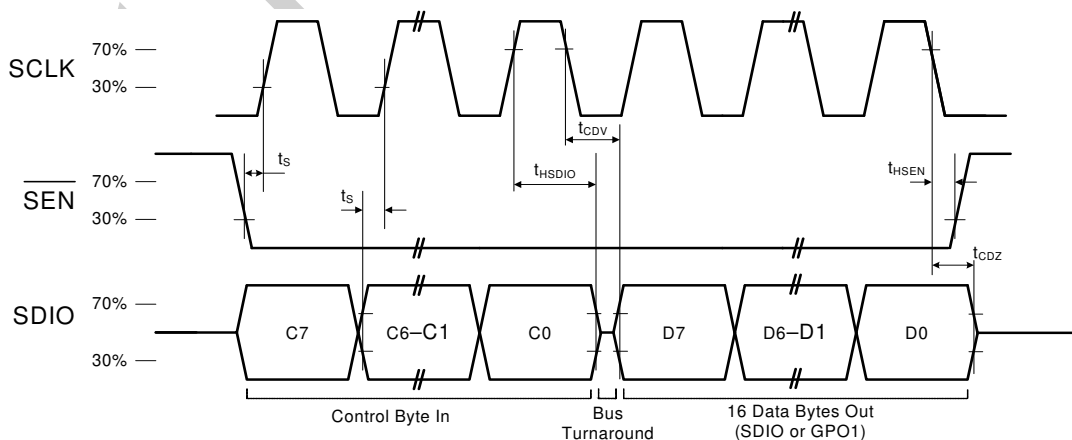 SCLK
70%
30%
t_CDV
SEN
70%
30%
t_S
t_S
t_HSDIO
t_HSEN
t_CDZ
SDIO
70%
30%
C7
C6–C1
C0
D7
D6–D1
D0
Control Byte In
Bus
Turnaround
16 Data Bytes Out
(SDIO or GPO1)